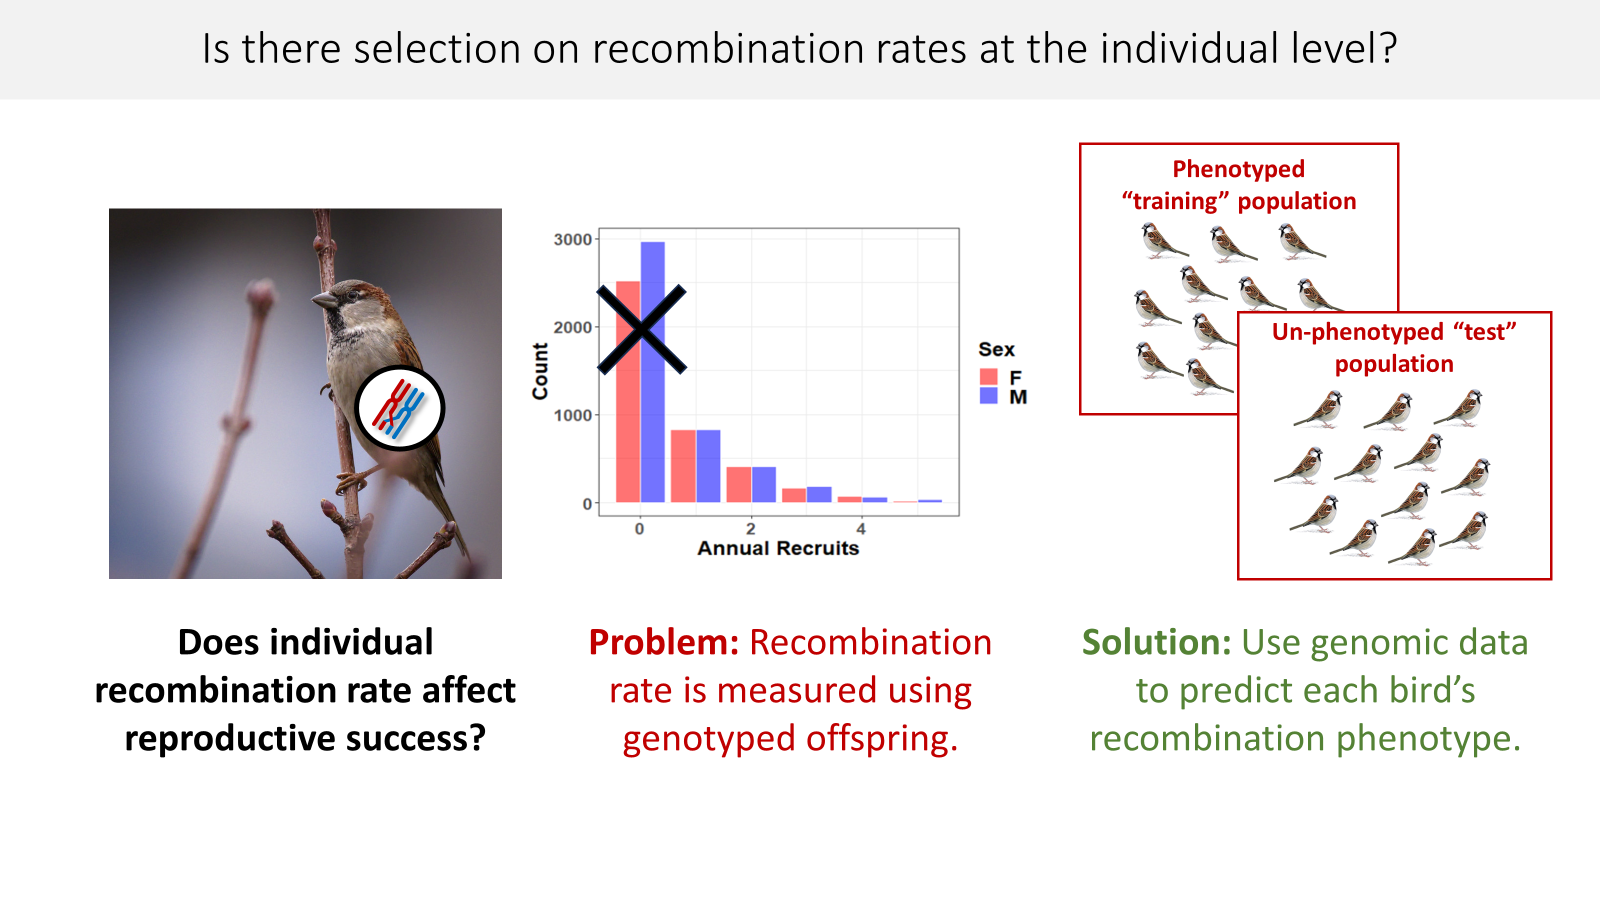 Is there selection on recombination rates at the individual level?
Does individual
recombination rate affect
reproductive success?
3000
2000
1000
0
Count
0
2
4
Annual Recruits
Sex
F
M
Problem: Recombination
rate is measured using
genotyped offspring.
Phenotyped
“training” population
Un-phenotyped “test”
population
Solution: Use genomic data
to predict each bird’s
recombination phenotype.